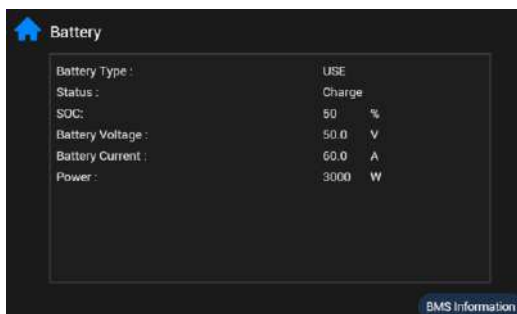 Battery
Battery Type : USE
Status : Charge
SOC: 50 %
Battery Voltage : 50.0 V
Battery Current : 60.0 A
Power : 3000 W
BMS Information